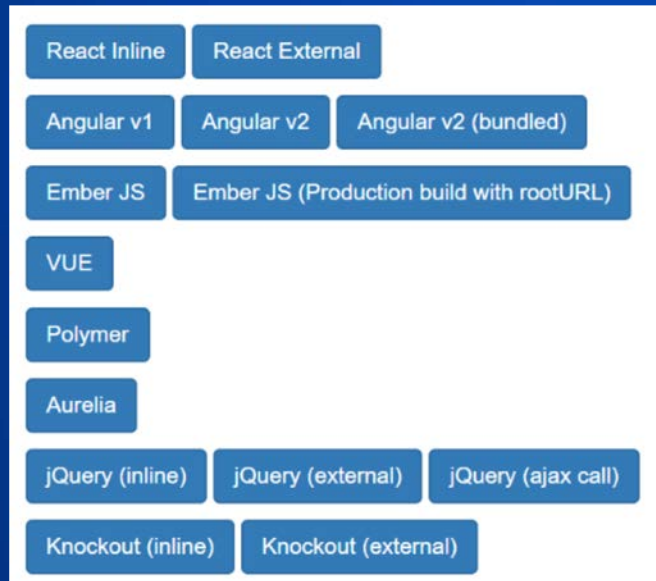 React Inline React External
Angular v1 Angular v2 Angular v2 (bundled)
Ember JS Ember JS (Production build with rootURL)
VUE
Polymer
Aurelia
jQuery (inline) jQuery (external) jQuery (ajax call)
Knockout (inline) Knockout (external)